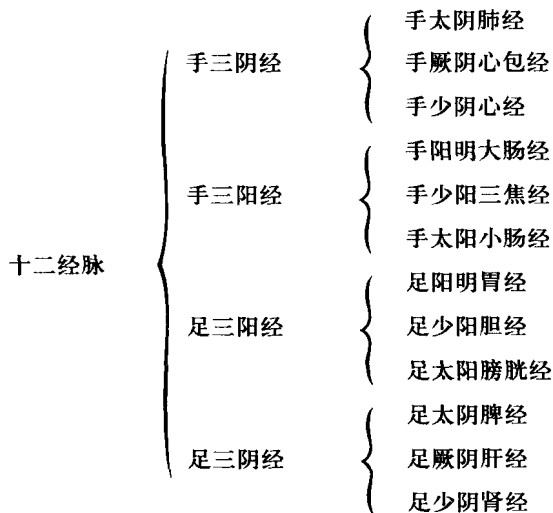 十二经脉
手三阴经
手太阴肺经
手厥阴心包经
手少阴心经
手三阳经
手阳明大肠经
手少阳三焦经
手太阳小肠经
足三阳经
足阳明胃经
足少阳胆经
足太阳膀胱经
足三阴经
足太阴脾经
足厥阴肝经
足少阴肾经